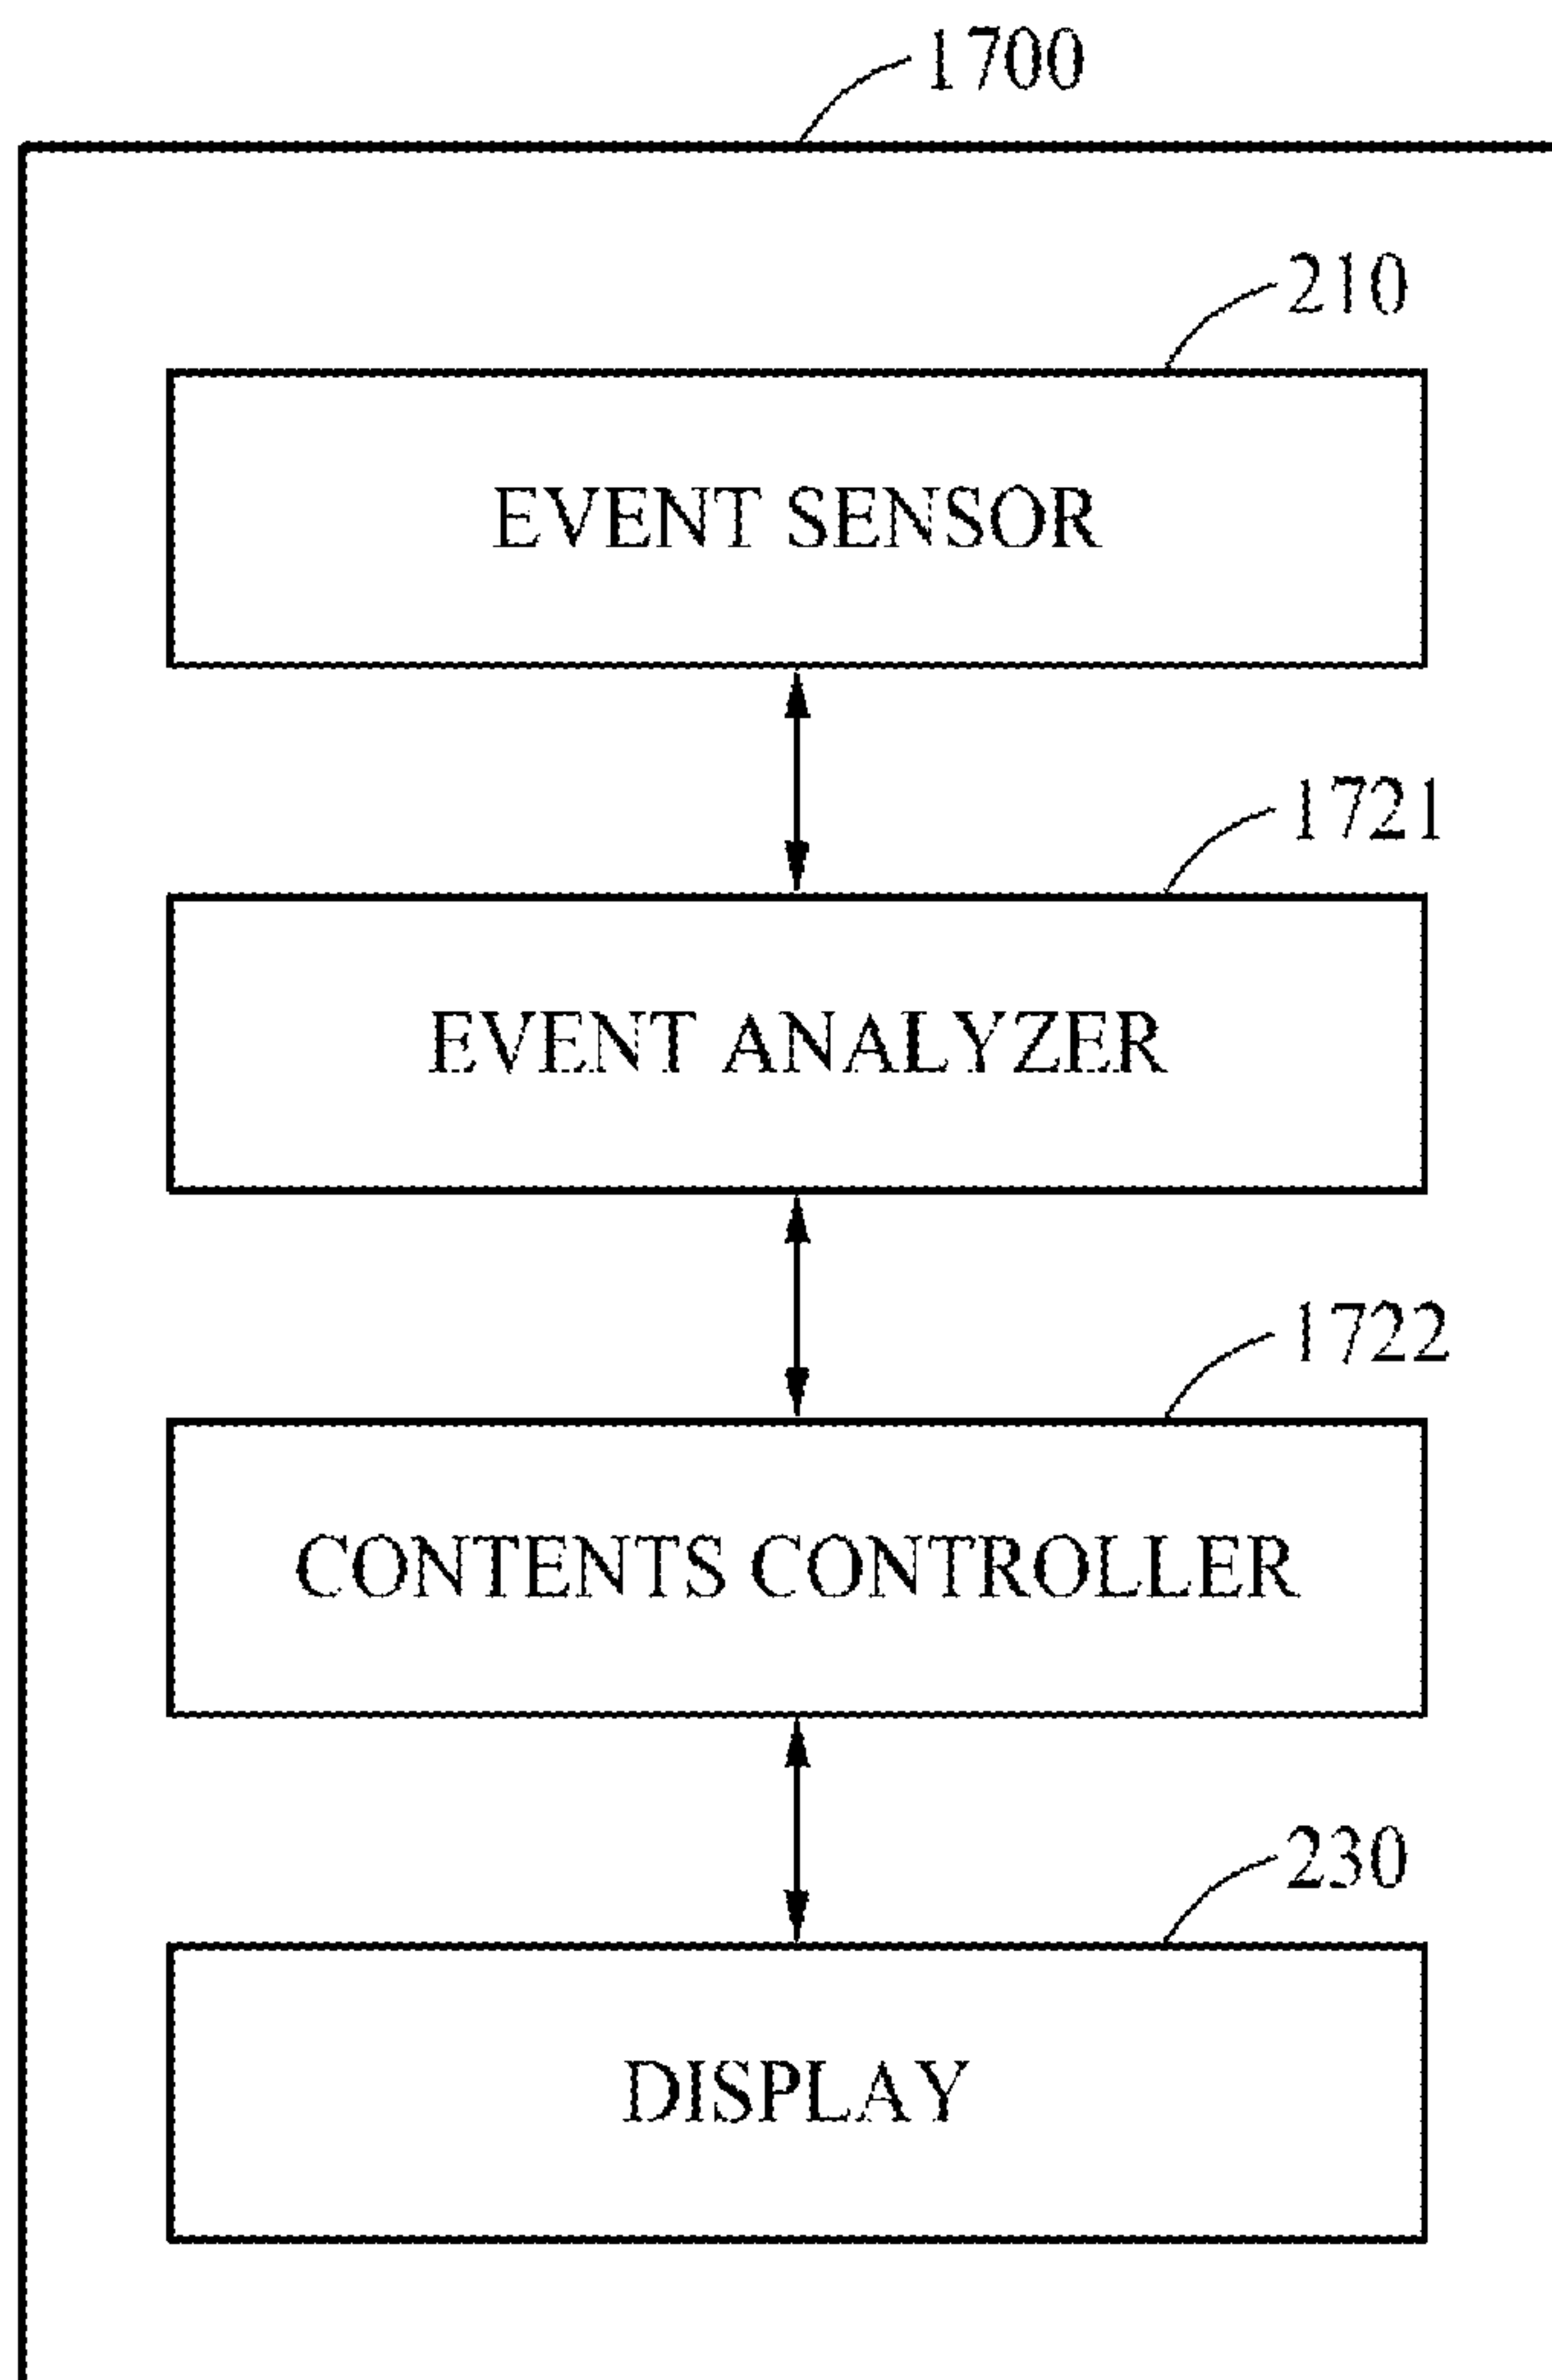 1700
210
EVENT SENSOR
1721
EVENT ANALYZER
1722
CONTENTS CONTROLLER
230
DISPLAY